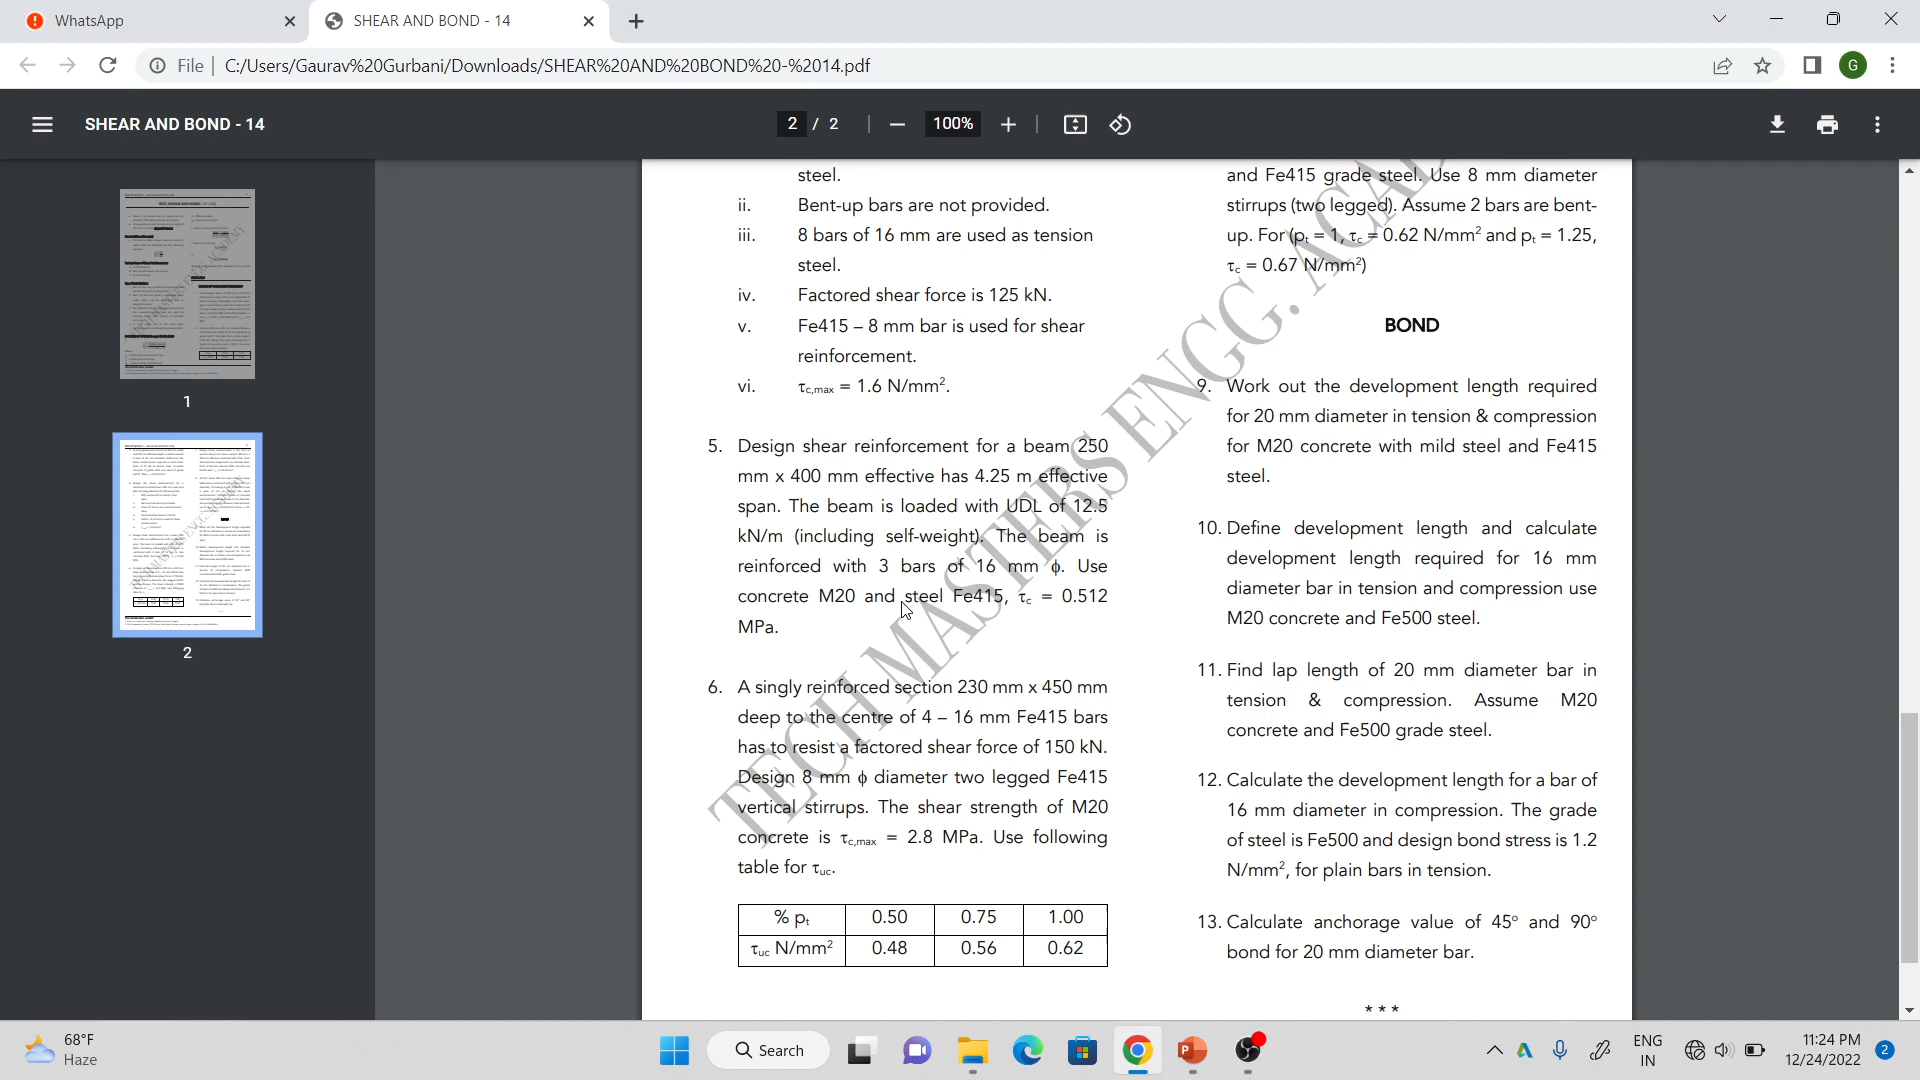 WhatsApp
SHEAR AND BOND - 14
File
C:/Users/Gaurav%20Gurbani/Downloads/SHEAR%20AND%20BOND%20-%2014.pdf
G
SHEAR AND BOND - 14
2 / 2
100%
1
2
steel.
ii. Bent-up bars are not provided.
iii. 8 bars of 16 mm are used as tension
steel.
iv. Factored shear force is 125 kN.
v. Fe415 – 8 mm bar is used for shear
reinforcement.
vi. τc,max = 1.6 N/mm².
5. Design shear reinforcement for a beam 250
mm x 400 mm effective has 4.25 m effective
span. The beam is loaded with UDL of 12.5
kN/m (including self-weight). The beam is
reinforced with 3 bars of 16 mm ϕ. Use
concrete M20 and steel Fe415, τc = 0.512
MPa.
6. A singly reinforced section 230 mm x 450 mm
deep to the centre of 4 – 16 mm Fe415 bars
has to resist a factored shear force of 150 kN.
Design 8 mm ϕ diameter two legged Fe415
vertical stirrups. The shear strength of M20
concrete is τc,max = 2.8 MPa. Use following
table for τuc.
% pt 0.50 0.75 1.00
τuc N/mm² 0.48 0.56 0.62
and Fe415 grade steel. Use 8 mm diameter
stirrups (two legged). Assume 2 bars are bent-
up. For (pt = 1, τc = 0.62 N/mm² and pt = 1.25,
τc = 0.67 N/mm²)
BOND
9. Work out the development length required
for 20 mm diameter in tension & compression
for M20 concrete with mild steel and Fe415
steel.
10. Define development length and calculate
development length required for 16 mm
diameter bar in tension and compression use
M20 concrete and Fe500 steel.
11. Find lap length of 20 mm diameter bar in
tension & compression. Assume M20
concrete and Fe500 grade steel.
12. Calculate the development length for a bar of
16 mm diameter in compression. The grade
of steel is Fe500 and design bond stress is 1.2
N/mm², for plain bars in tension.
13. Calculate anchorage value of 45° and 90°
bond for 20 mm diameter bar.
* * *
TECH MASTERS ENGG. ACAD
68°F
Haze
Search
ENG
IN
11:24 PM
12/24/2022
2